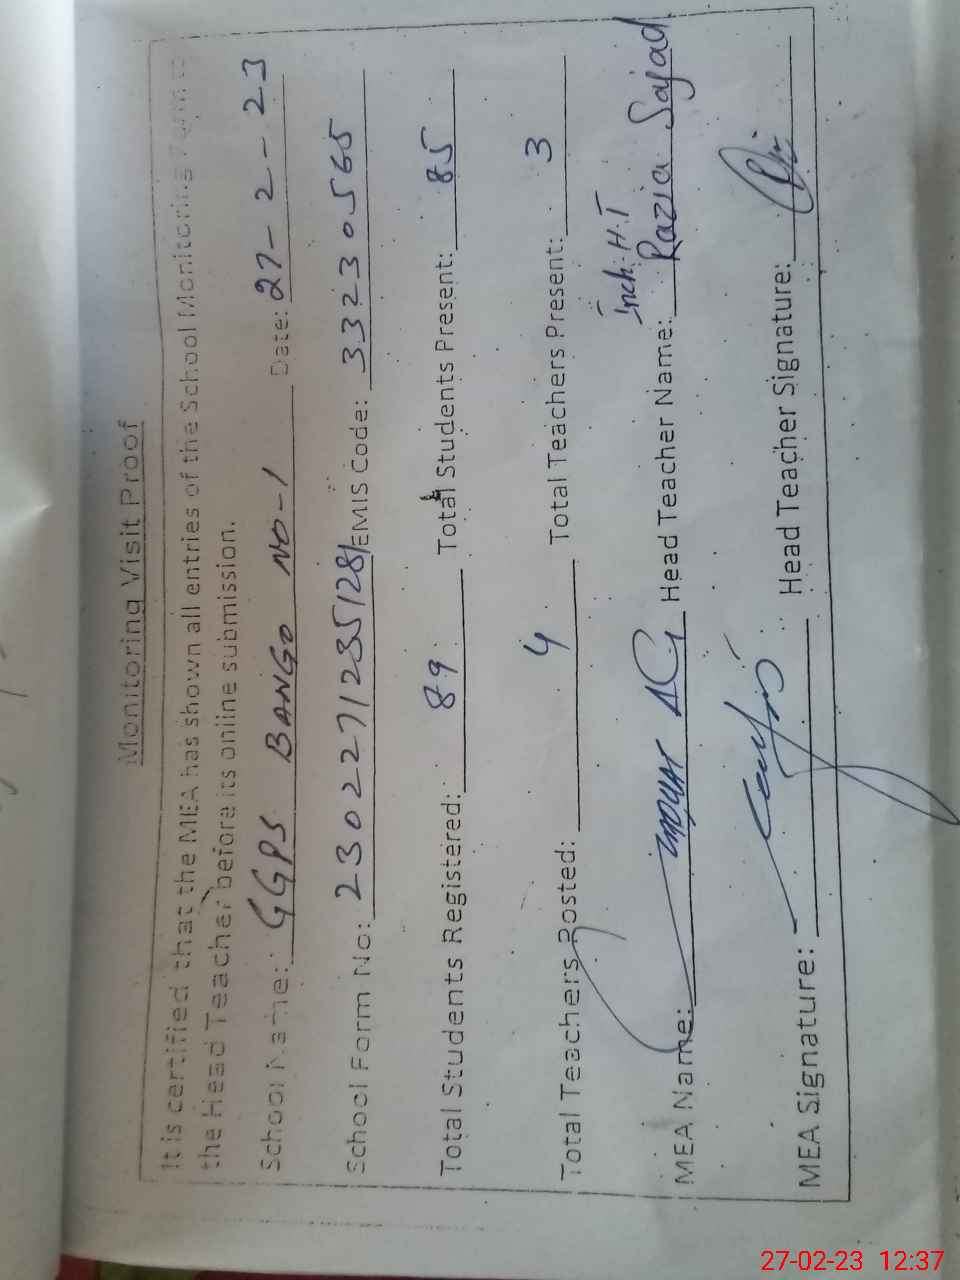 Monitoring Visit Proof
It is certified that the MEA has shown all entries of the School Monitoring Form to
the Head Teacher before its online submission.
School Name: GGPS BANGO NO-1 Date: 27-2-23
School Form No: 230227123S128 EMIS Code: 33230565
Total Students Registered: 89 Total Students Present: 85
Total Teachers Posted: 4 Total Teachers Present: 3
Inch: H.T
MEA Name: Head Teacher Name: Razia Sajad
MEA Signature: Head Teacher Signature:
27-02-23 12:37